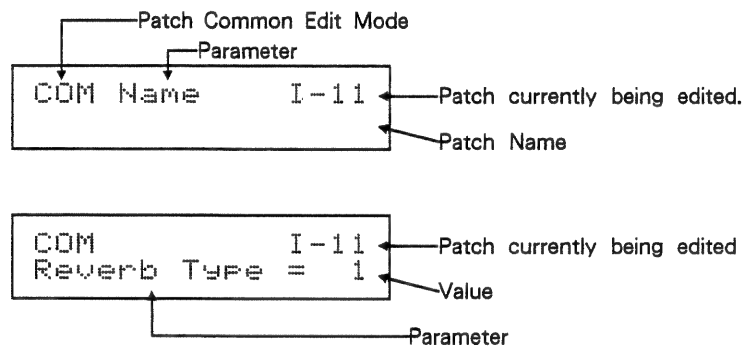 Patch Common Edit Mode
Parameter
COM Name I-11
Patch currently being edited.
Patch Name
COM I-11
Patch currently being edited
Reverb Type = 1
Value
Parameter